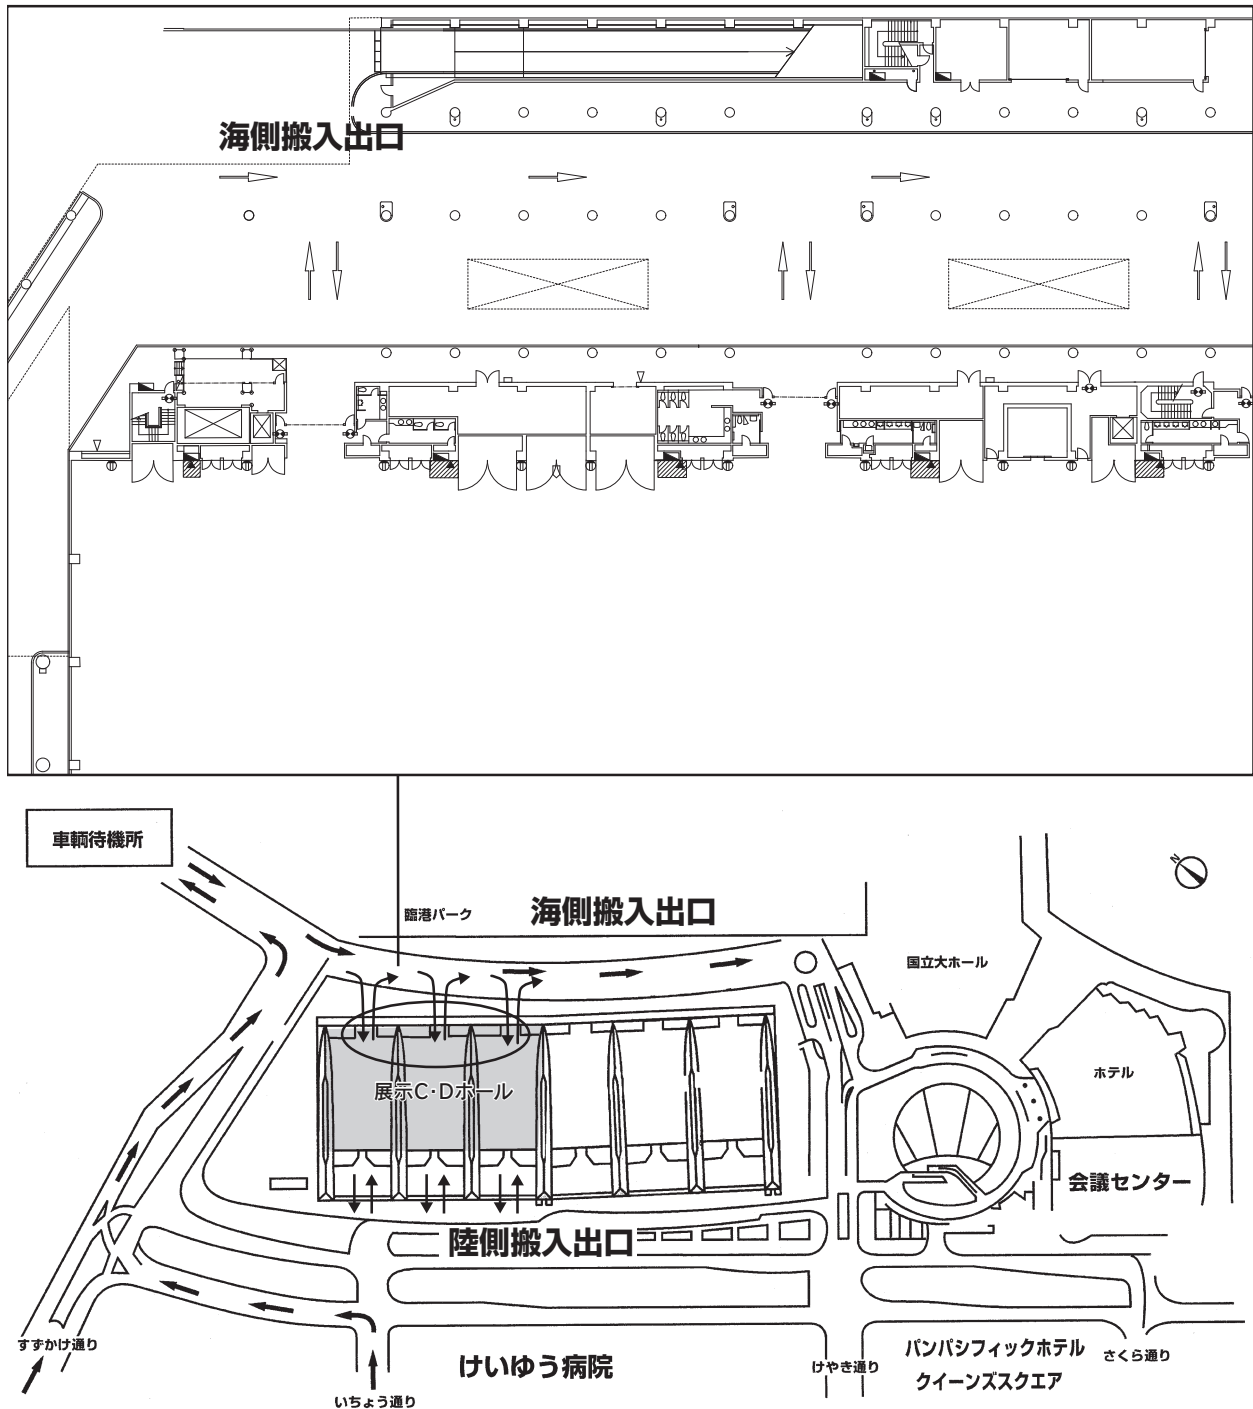 海側搬入出口
車輌待機所
臨港パーク
海側搬入出口
N
国立大ホール
ホテル
展示C・Dホール
会議センター
陸側搬入出口
すずかけ通り
いちょう通り
けいゆう病院
けやき通り
パンパシフィックホテル
クイーンズスクエア
さくら通り